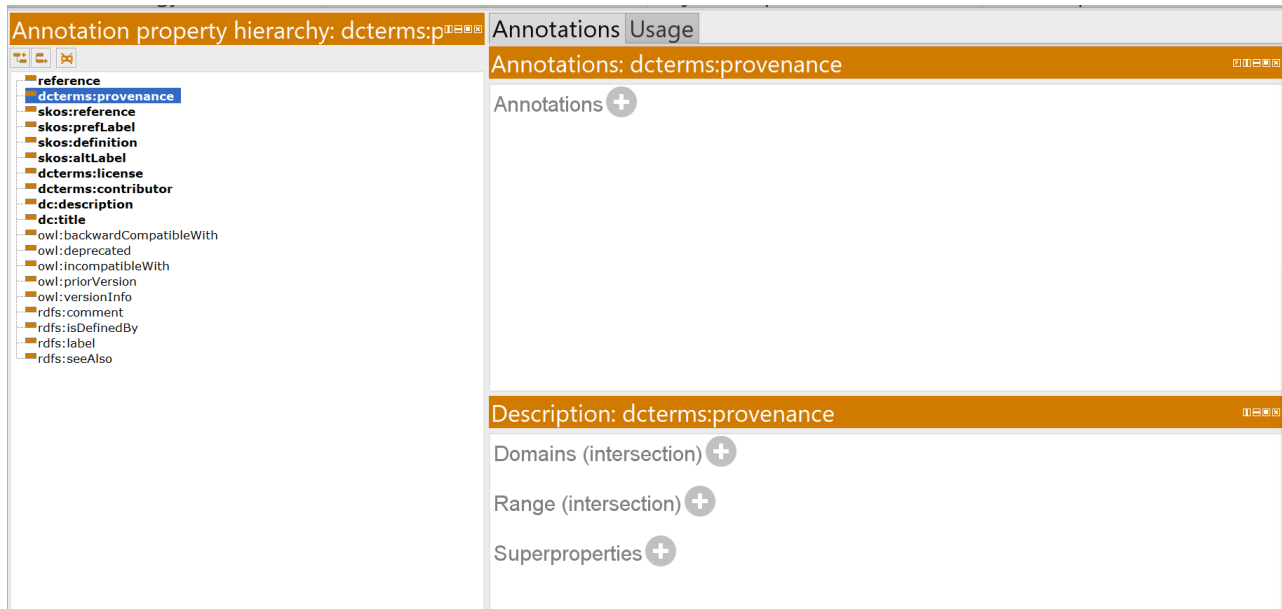 Annotation property hierarchy: dcterms:p
reference
dcterms:provenance
skos:reference
skos:prefLabel
skos:definition
skos:altLabel
dcterms:license
dcterms:contributor
dc:description
dc:title
owl:backwardCompatibleWith
owl:deprecated
owl:incompatibleWith
owl:priorVersion
owl:versionInfo
rdfs:comment
rdfs:isDefinedBy
rdfs:label
rdfs:seeAlso
Annotations Usage
Annotations: dcterms:provenance
Annotations
Description: dcterms:provenance
Domains (intersection)
Range (intersection)
Superproperties